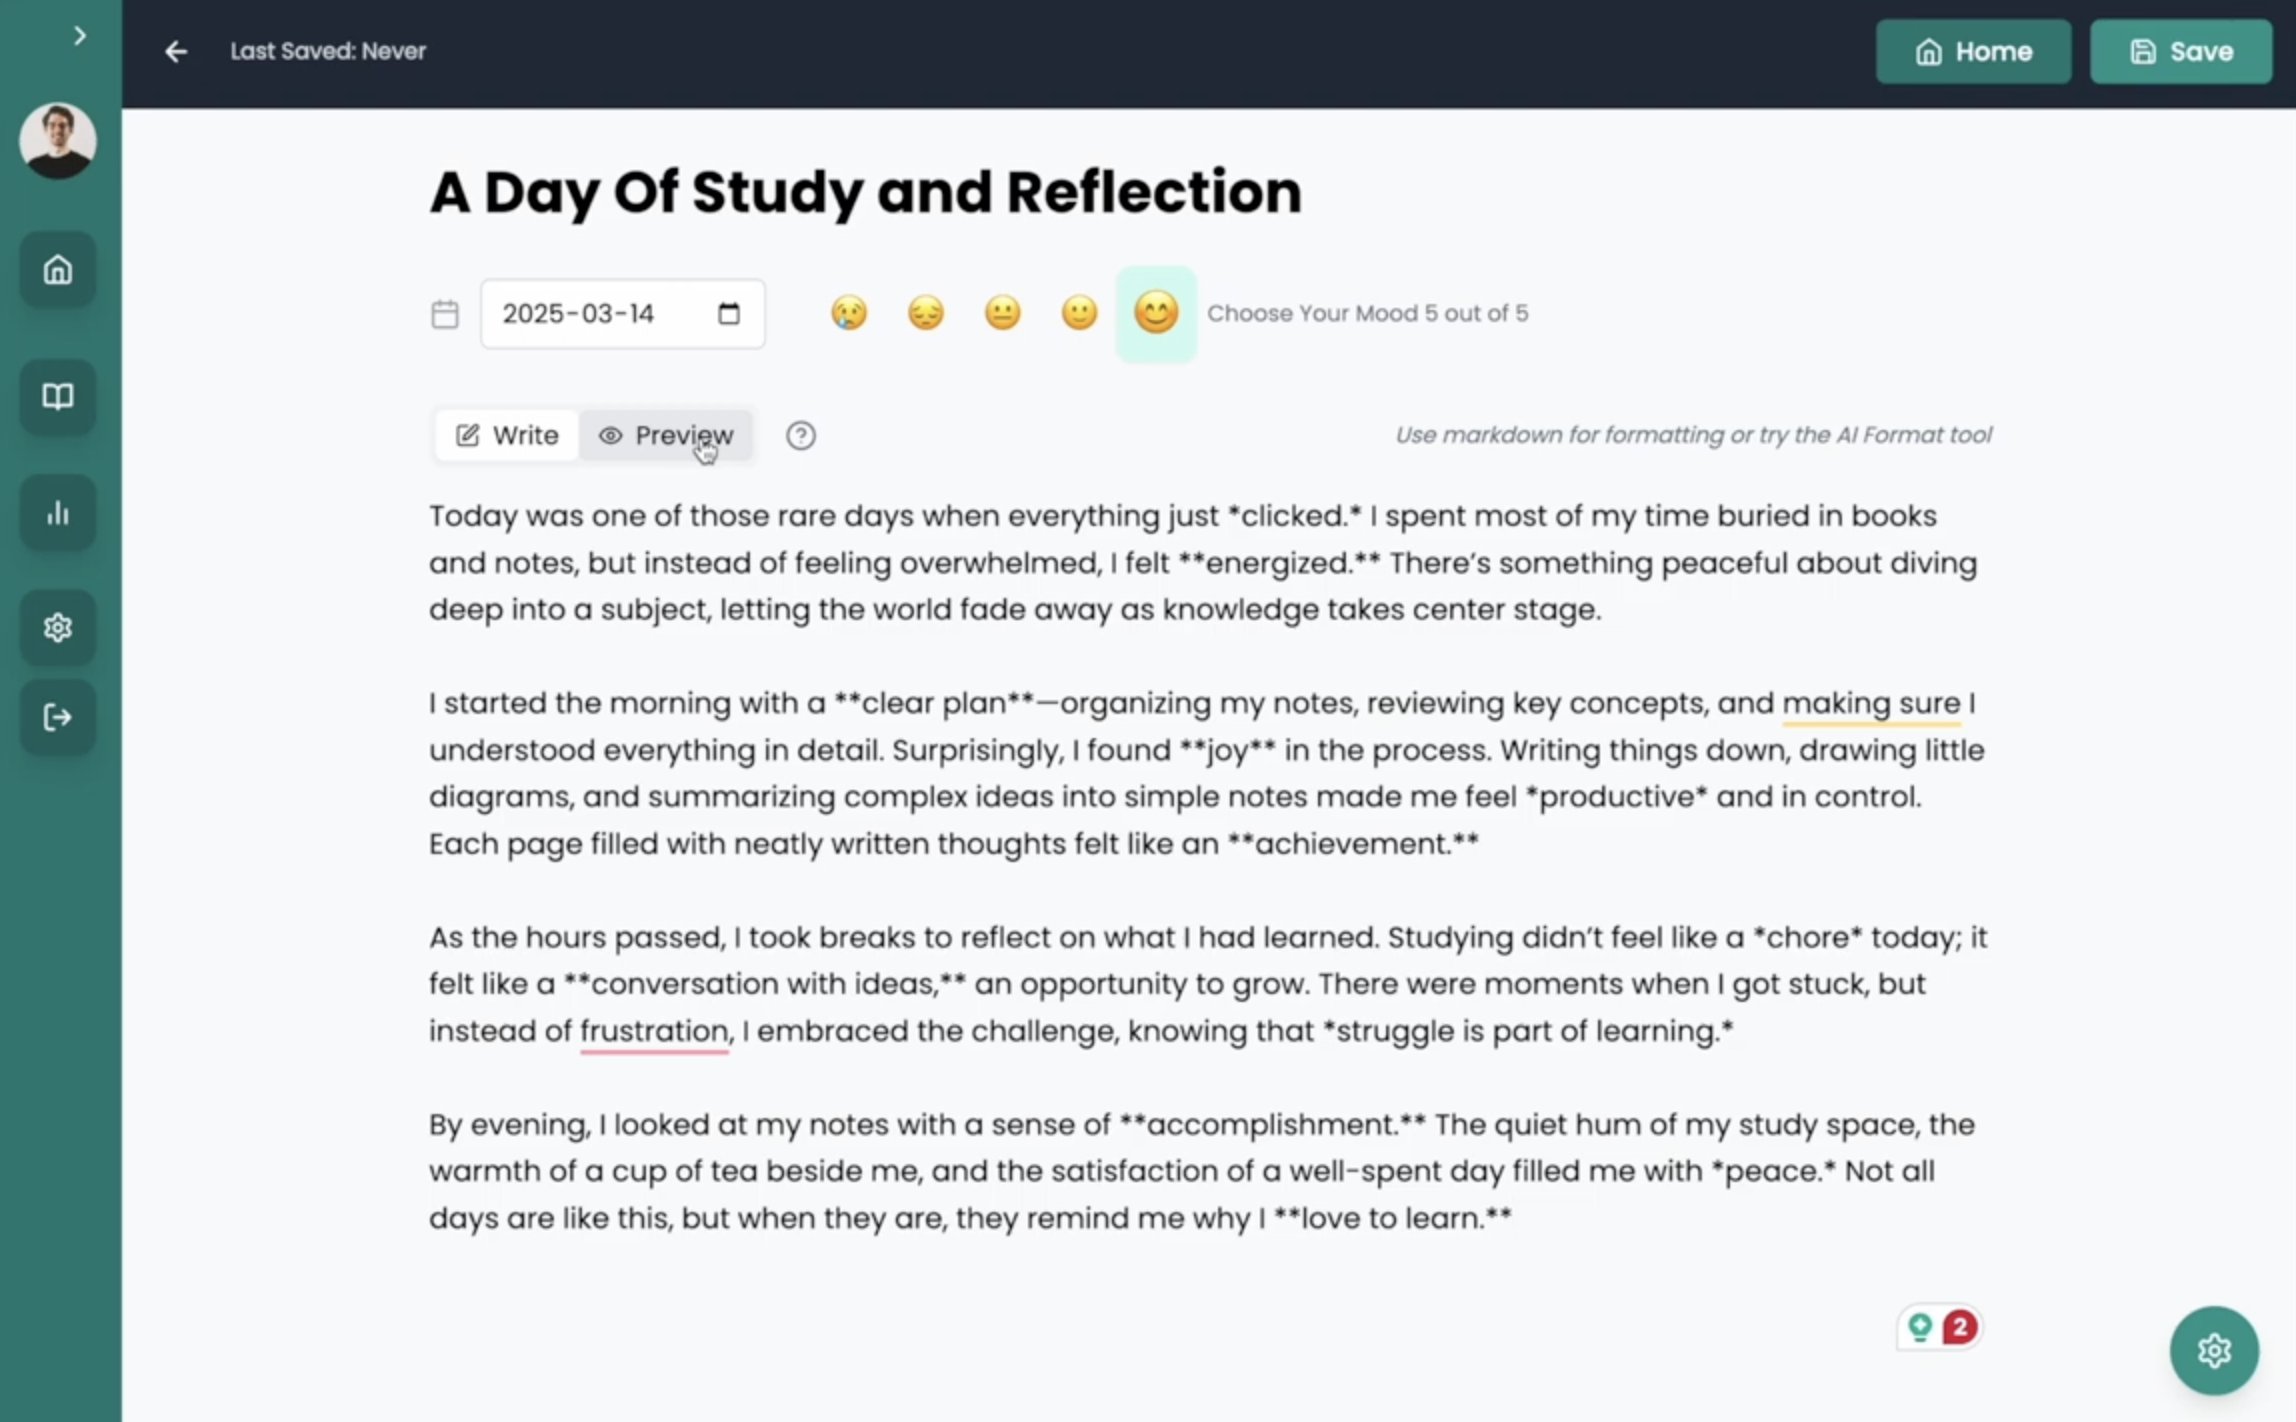 Last Saved: Never
Home
Save
A Day Of Study and Reflection
2025-03-14
Choose Your Mood 5 out of 5
Write
Preview
Use markdown for formatting or try the AI Format tool
Today was one of those rare days when everything just *clicked.* I spent most of my time buried in books
and notes, but instead of feeling overwhelmed, I felt **energized.** There’s something peaceful about diving
deep into a subject, letting the world fade away as knowledge takes center stage.
I started the morning with a **clear plan**—organizing my notes, reviewing key concepts, and making sure I
understood everything in detail. Surprisingly, I found **joy** in the process. Writing things down, drawing little
diagrams, and summarizing complex ideas into simple notes made me feel *productive* and in control.
Each page filled with neatly written thoughts felt like an **achievement.**
As the hours passed, I took breaks to reflect on what I had learned. Studying didn’t feel like a *chore* today; it
felt like a **conversation with ideas,** an opportunity to grow. There were moments when I got stuck, but
instead of frustration, I embraced the challenge, knowing that *struggle is part of learning.*
By evening, I looked at my notes with a sense of **accomplishment.** The quiet hum of my study space, the
warmth of a cup of tea beside me, and the satisfaction of a well-spent day filled me with *peace.* Not all
days are like this, but when they are, they remind me why I **love to learn.**
2